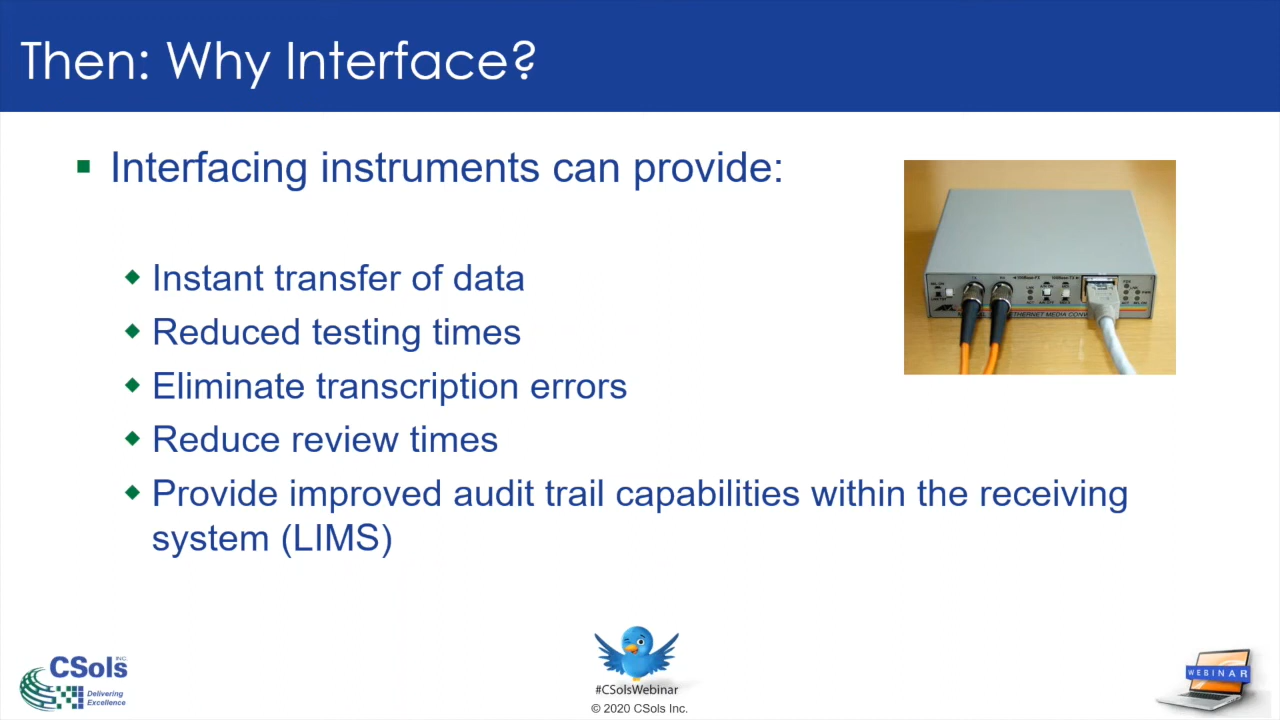 Then: Why Interface?
Interfacing instruments can provide:
Instant transfer of data
Reduced testing times
Eliminate transcription errors
Reduce review times
Provide improved audit trail capabilities within the receiving
system (LIMS)
CSols INC.
Delivering
Excellence
#CSolsWebinar
© 2020 CSols Inc.
WEBINAR